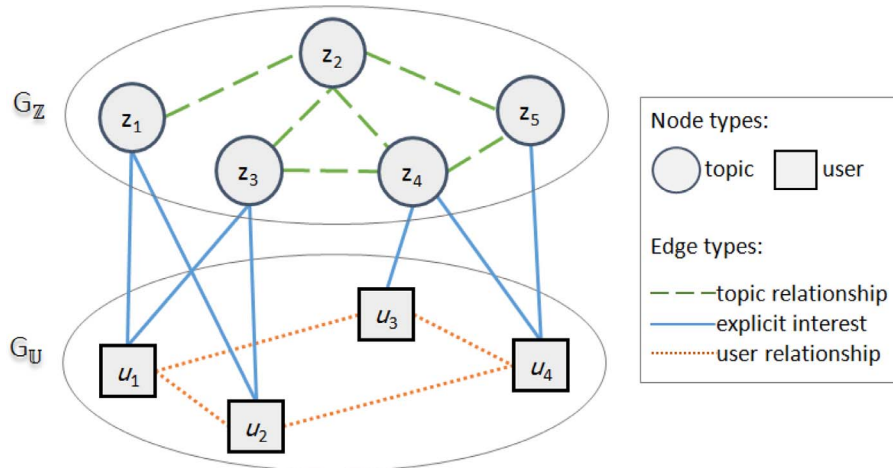 z₂
G_ℤ
z₁
z₅
z₃
z₄
Node types:
topic
user
Edge types:
topic relationship
explicit interest
user relationship
G_𝕌
u₃
u₁
u₄
u₂